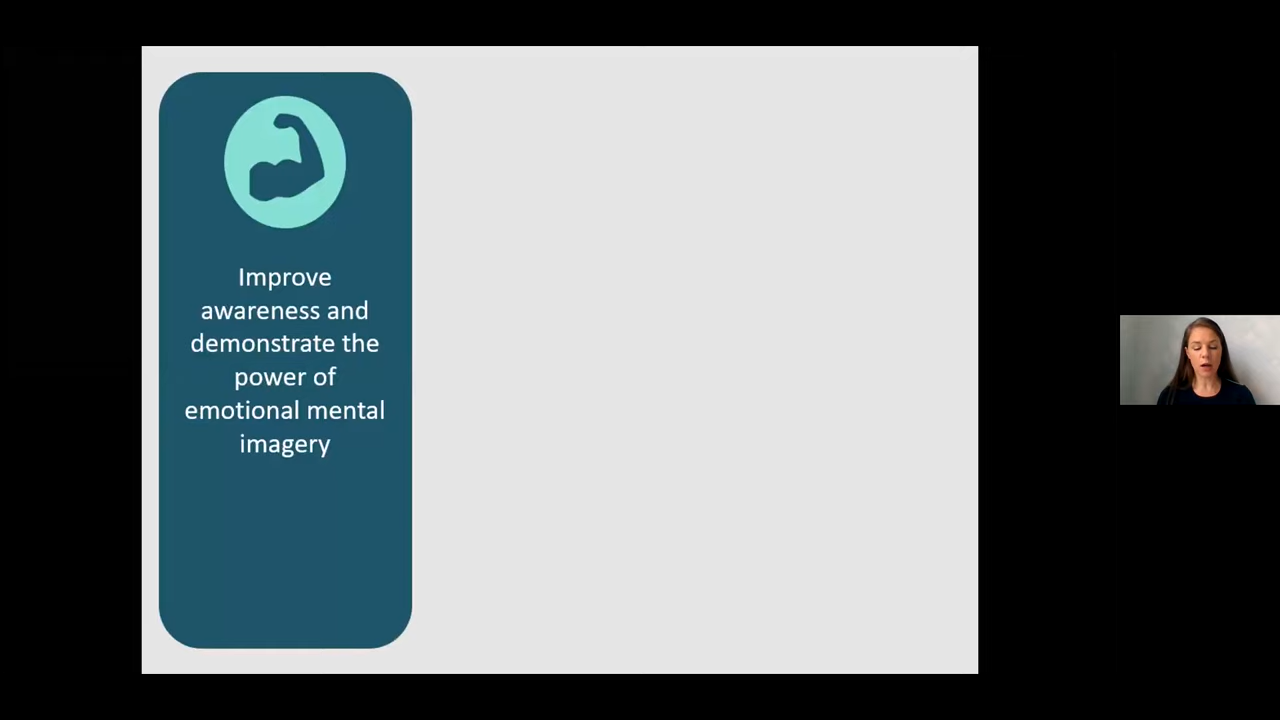 Improve
awareness and
demonstrate the
power of
emotional mental
imagery